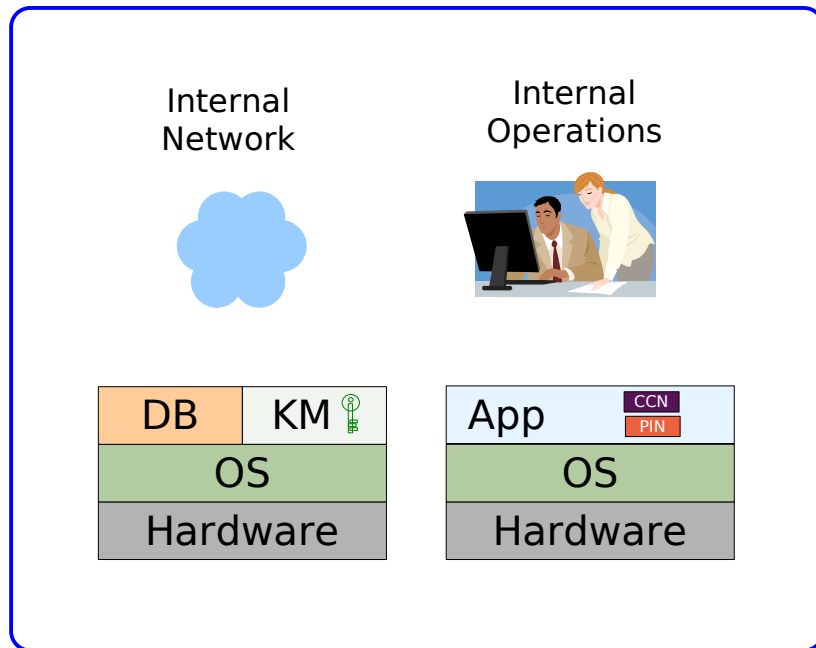 Internal
Network
Internal
Operations
DB
KM
OS
Hardware
App
CCN
PIN
OS
Hardware